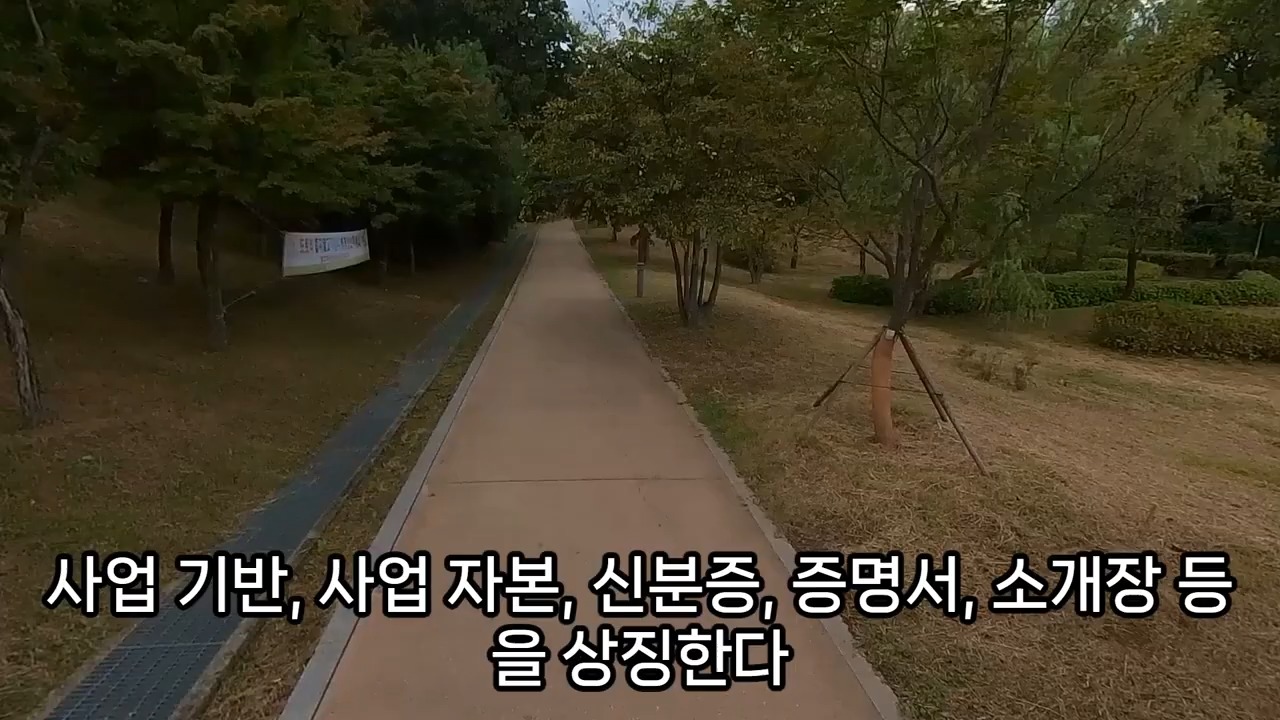 사업 기반, 사업 자본, 신분증, 증명서, 소개장 등
을 상징한다